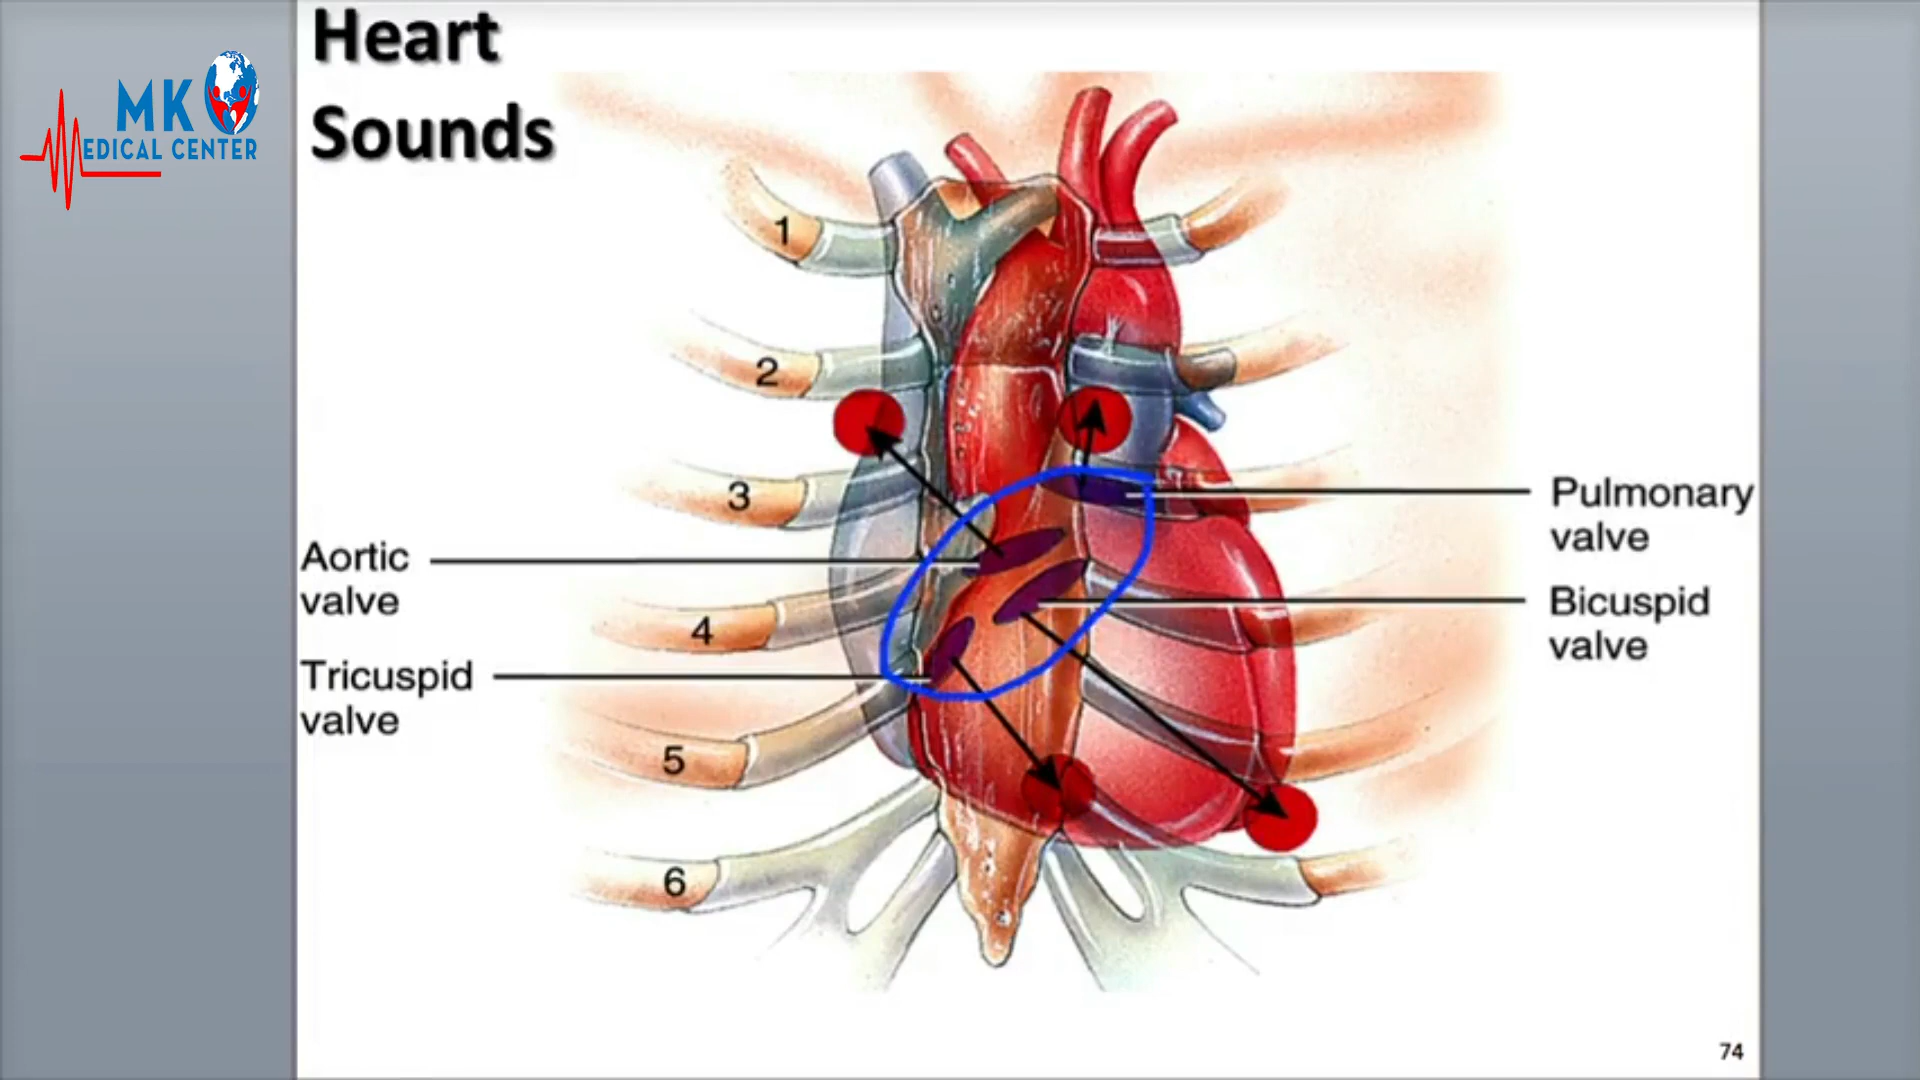 MK
MEDICAL CENTER
Heart
Sounds
1
2
3
4
5
6
Aortic
valve
Tricuspid
valve
Pulmonary
valve
Bicuspid
valve
74